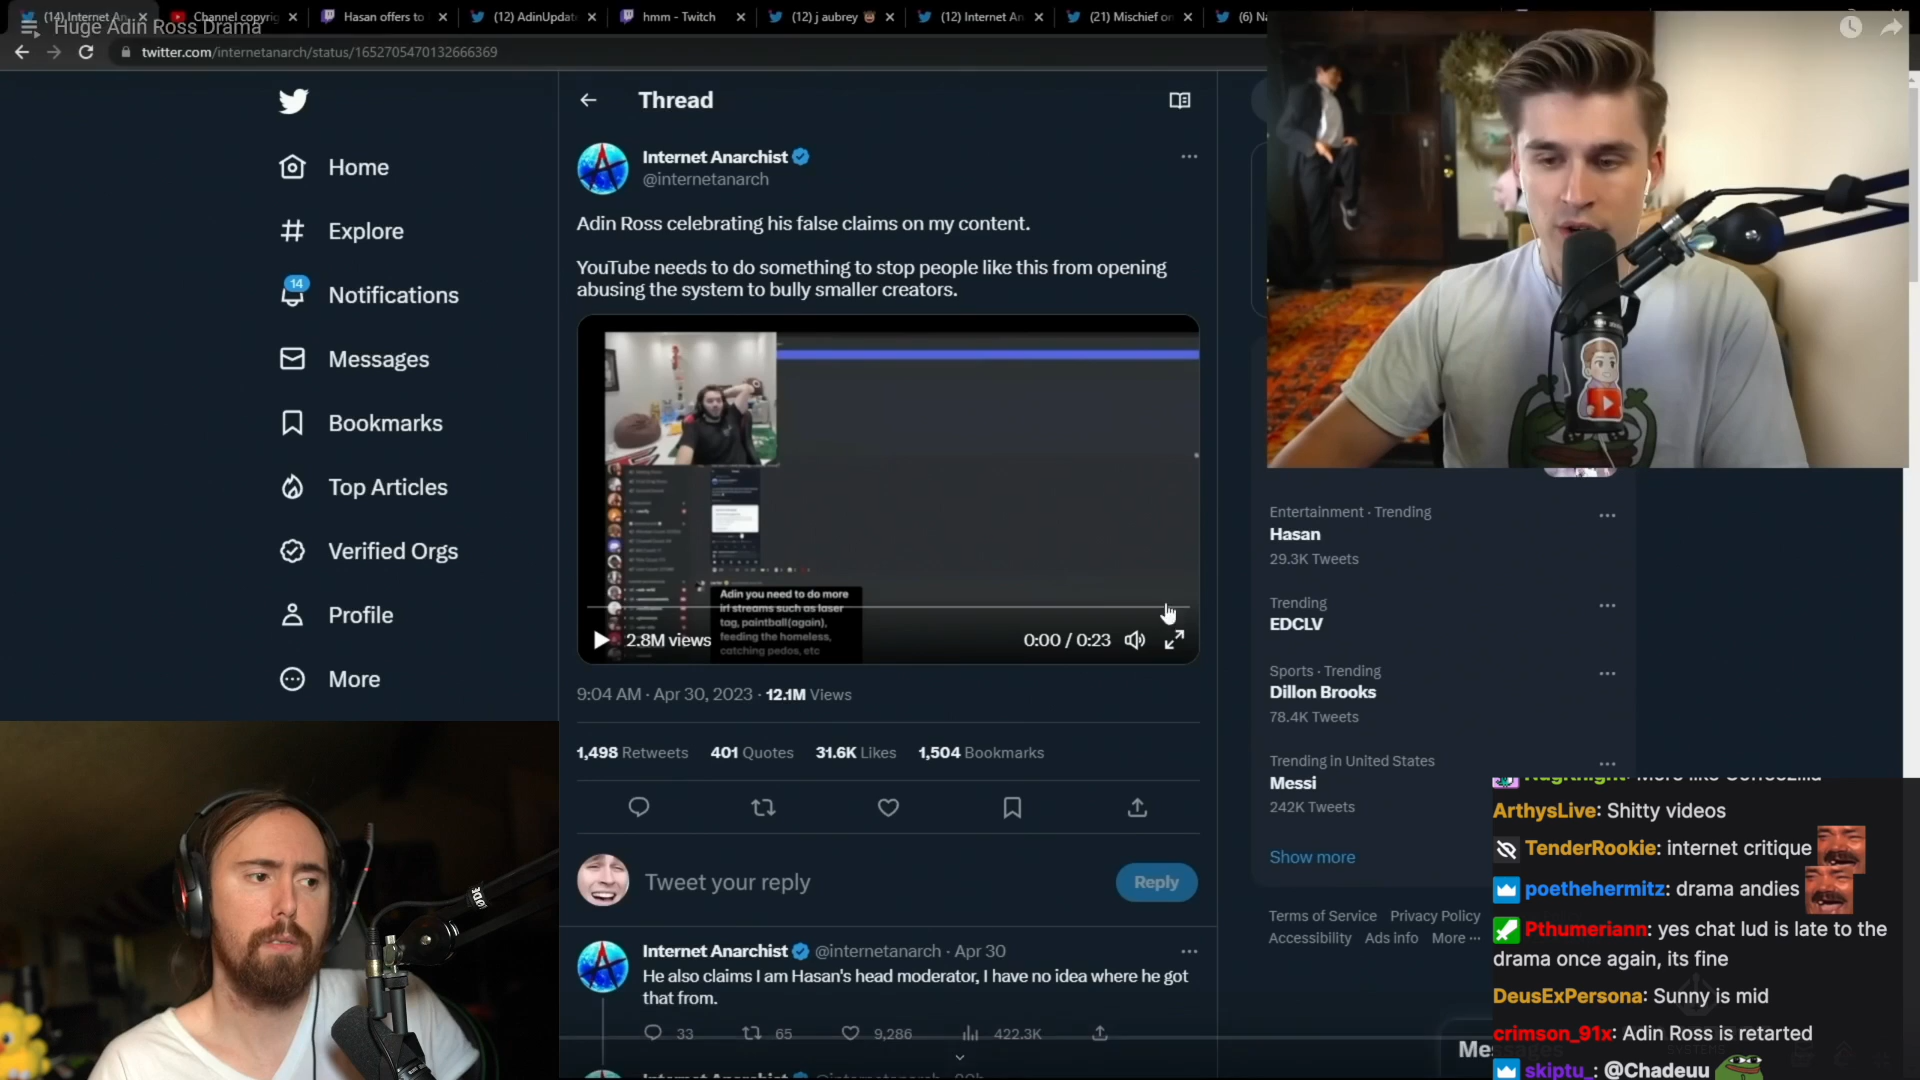 (14) Internet An
Channel copyric
Hasan offers to
(12) AdinUpdat
hmm - Twitch
(12) j aubrey
(12) Internet An
(21) Mischief on
(6) Na
Huge Adin Ross Drama
twitter.com/internetanarch/status/1652705470132666369
Home
Explore
14
Notifications
Messages
Bookmarks
Top Articles
Verified Orgs
Profile
More
Thread
Internet Anarchist
@internetanarch
Adin Ross celebrating his false claims on my content.
YouTube needs to do something to stop people like this from opening
abusing the system to bully smaller creators.
Adin you need to do more
irl streams such as laser
tag, paintball(again),
feeding the homeless,
catching pedos, etc
2.8M views
0:00 / 0:23
9:04 AM · Apr 30, 2023 · 12.1M Views
1,498 Retweets 401 Quotes 31.6K Likes 1,504 Bookmarks
Tweet your reply
Reply
Internet Anarchist @internetanarch · Apr 30
He also claims I am Hasan's head moderator, I have no idea where he got
that from.
33 65 9,286 422.3K
Entertainment · Trending
Hasan
29.3K Tweets
Trending
EDCLV
Sports · Trending
Dillon Brooks
78.4K Tweets
Trending in United States
Messi
242K Tweets
Show more
Terms of Service Privacy Policy
Accessibility Ads info More ···
Messages
ArthysLive: Shitty videos
TenderRookie: internet critique
poethehermitz: drama andies
Pthumeriann: yes chat lud is late to the
drama once again, its fine
DeusExPersona: Sunny is mid
crimson_91x: Adin Ross is retarted
skiptu_: @Chadeuu